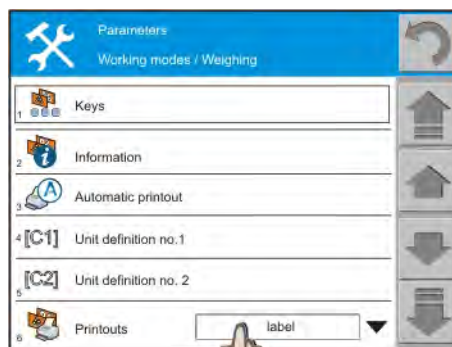 Parameters
Working modes / Weighing
1 Keys
2 i Information
3 A Automatic printout
4 [C1] Unit definition no.1
5 [C2] Unit definition no. 2
6 Printouts label